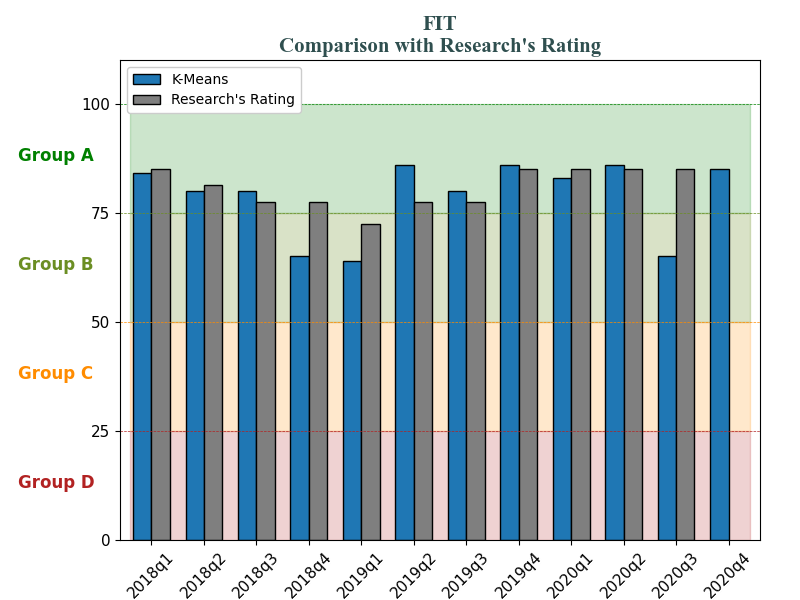 FIT
Comparison with Research's Rating
K-Means
Research's Rating
100
Group A
75
Group B
50
Group C
25
Group D
0
2018q1 2018q2 2018q3 2018q4 2019q1 2019q2 2019q3 2019q4 2020q1 2020q2 2020q3 2020q4